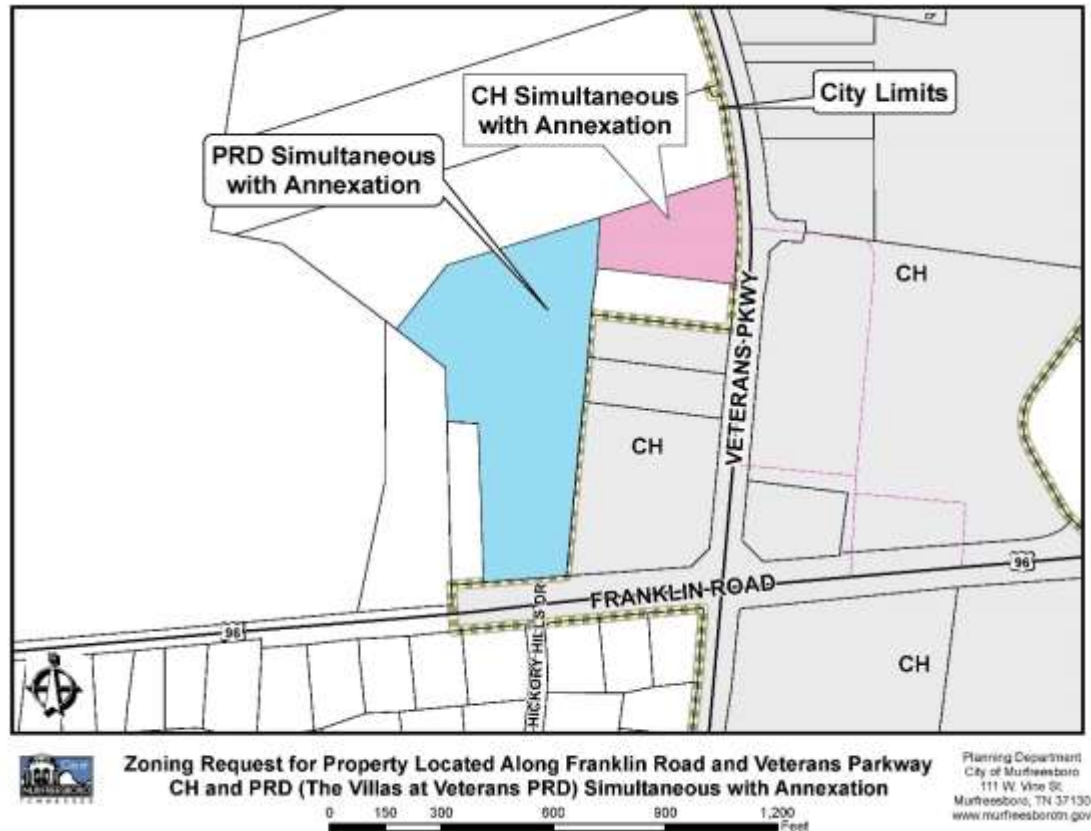 CH Simultaneous
with Annexation
City Limits
PRD Simultaneous
with Annexation
CH
VETERANS PKWY
CH
96
FRANKLIN ROAD
96
HICKORY HILLS DR
CH
Zoning Request for Property Located Along Franklin Road and Veterans Parkway
CH and PRD (The Villas at Veterans PRD) Simultaneous with Annexation
0 150 300 600 900 1,200
Feet
MURFREESBORO
TENNESSEE
Planning Department
City of Murfreesboro
111 W. Vine St.
Murfreesboro, TN 37130
www.murfreesborotn.gov